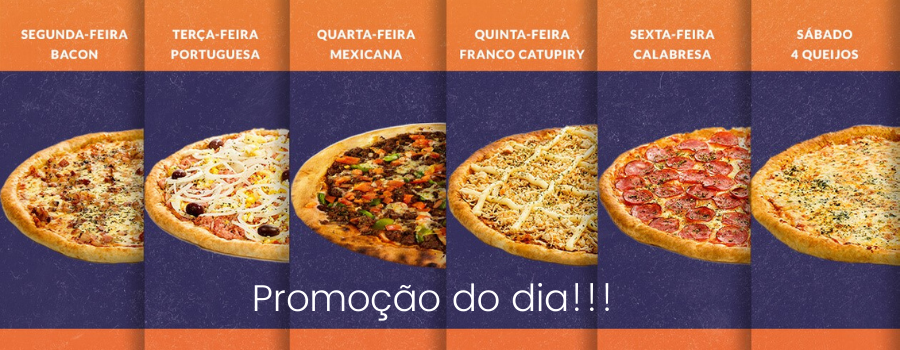 SEGUNDA-FEIRA
BACON
TERÇA-FEIRA
PORTUGUESA
QUARTA-FEIRA
MEXICANA
QUINTA-FEIRA
FRANCO CATUPIRY
SEXTA-FEIRA
CALABRESA
SÁBADO
4 QUEIJOS
Promoção do dia!!!